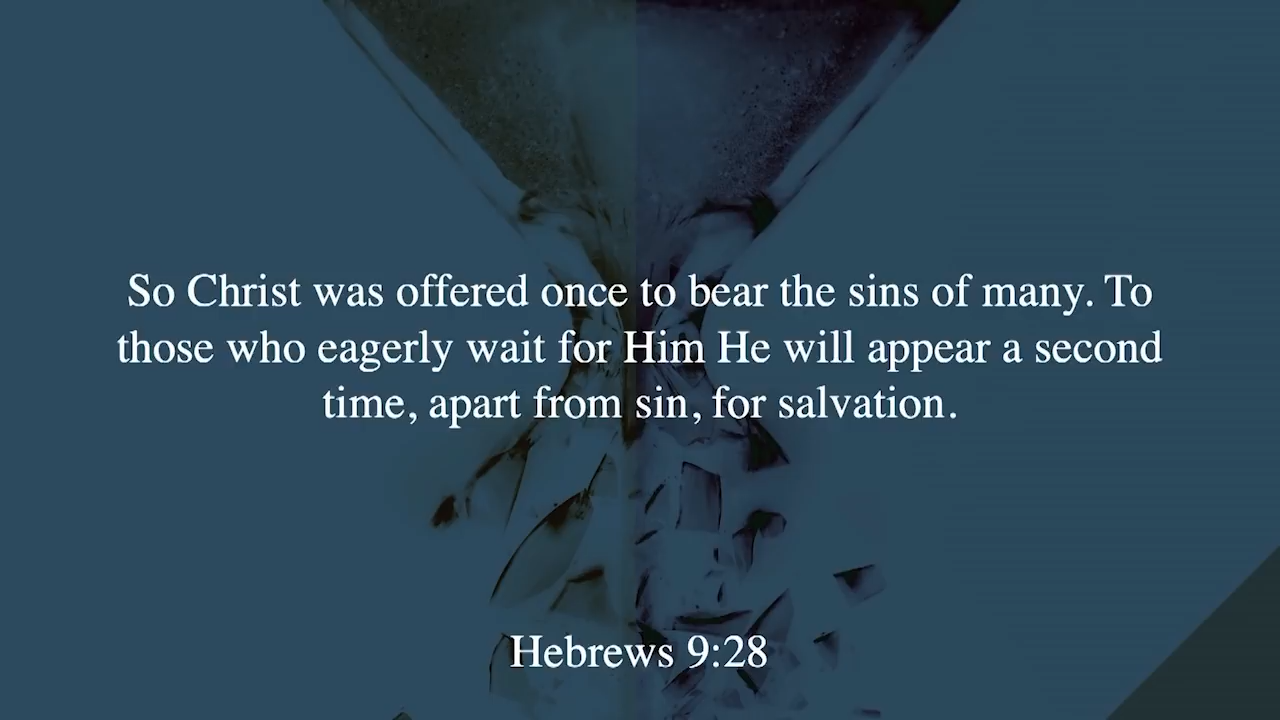 So Christ was offered once to bear the sins of many. To
those who eagerly wait for Him He will appear a second
time, apart from sin, for salvation.
Hebrews 9:28